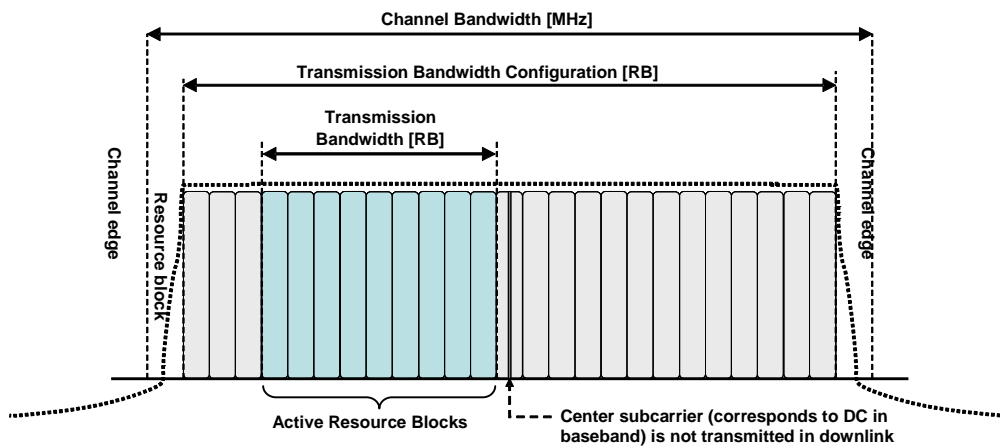 Channel Bandwidth [MHz]
Transmission Bandwidth Configuration [RB]
Transmission
Bandwidth [RB]
Channel edge
Resource block
Channel edge
Active Resource Blocks
Center subcarrier (corresponds to DC in
baseband) is not transmitted in downlink